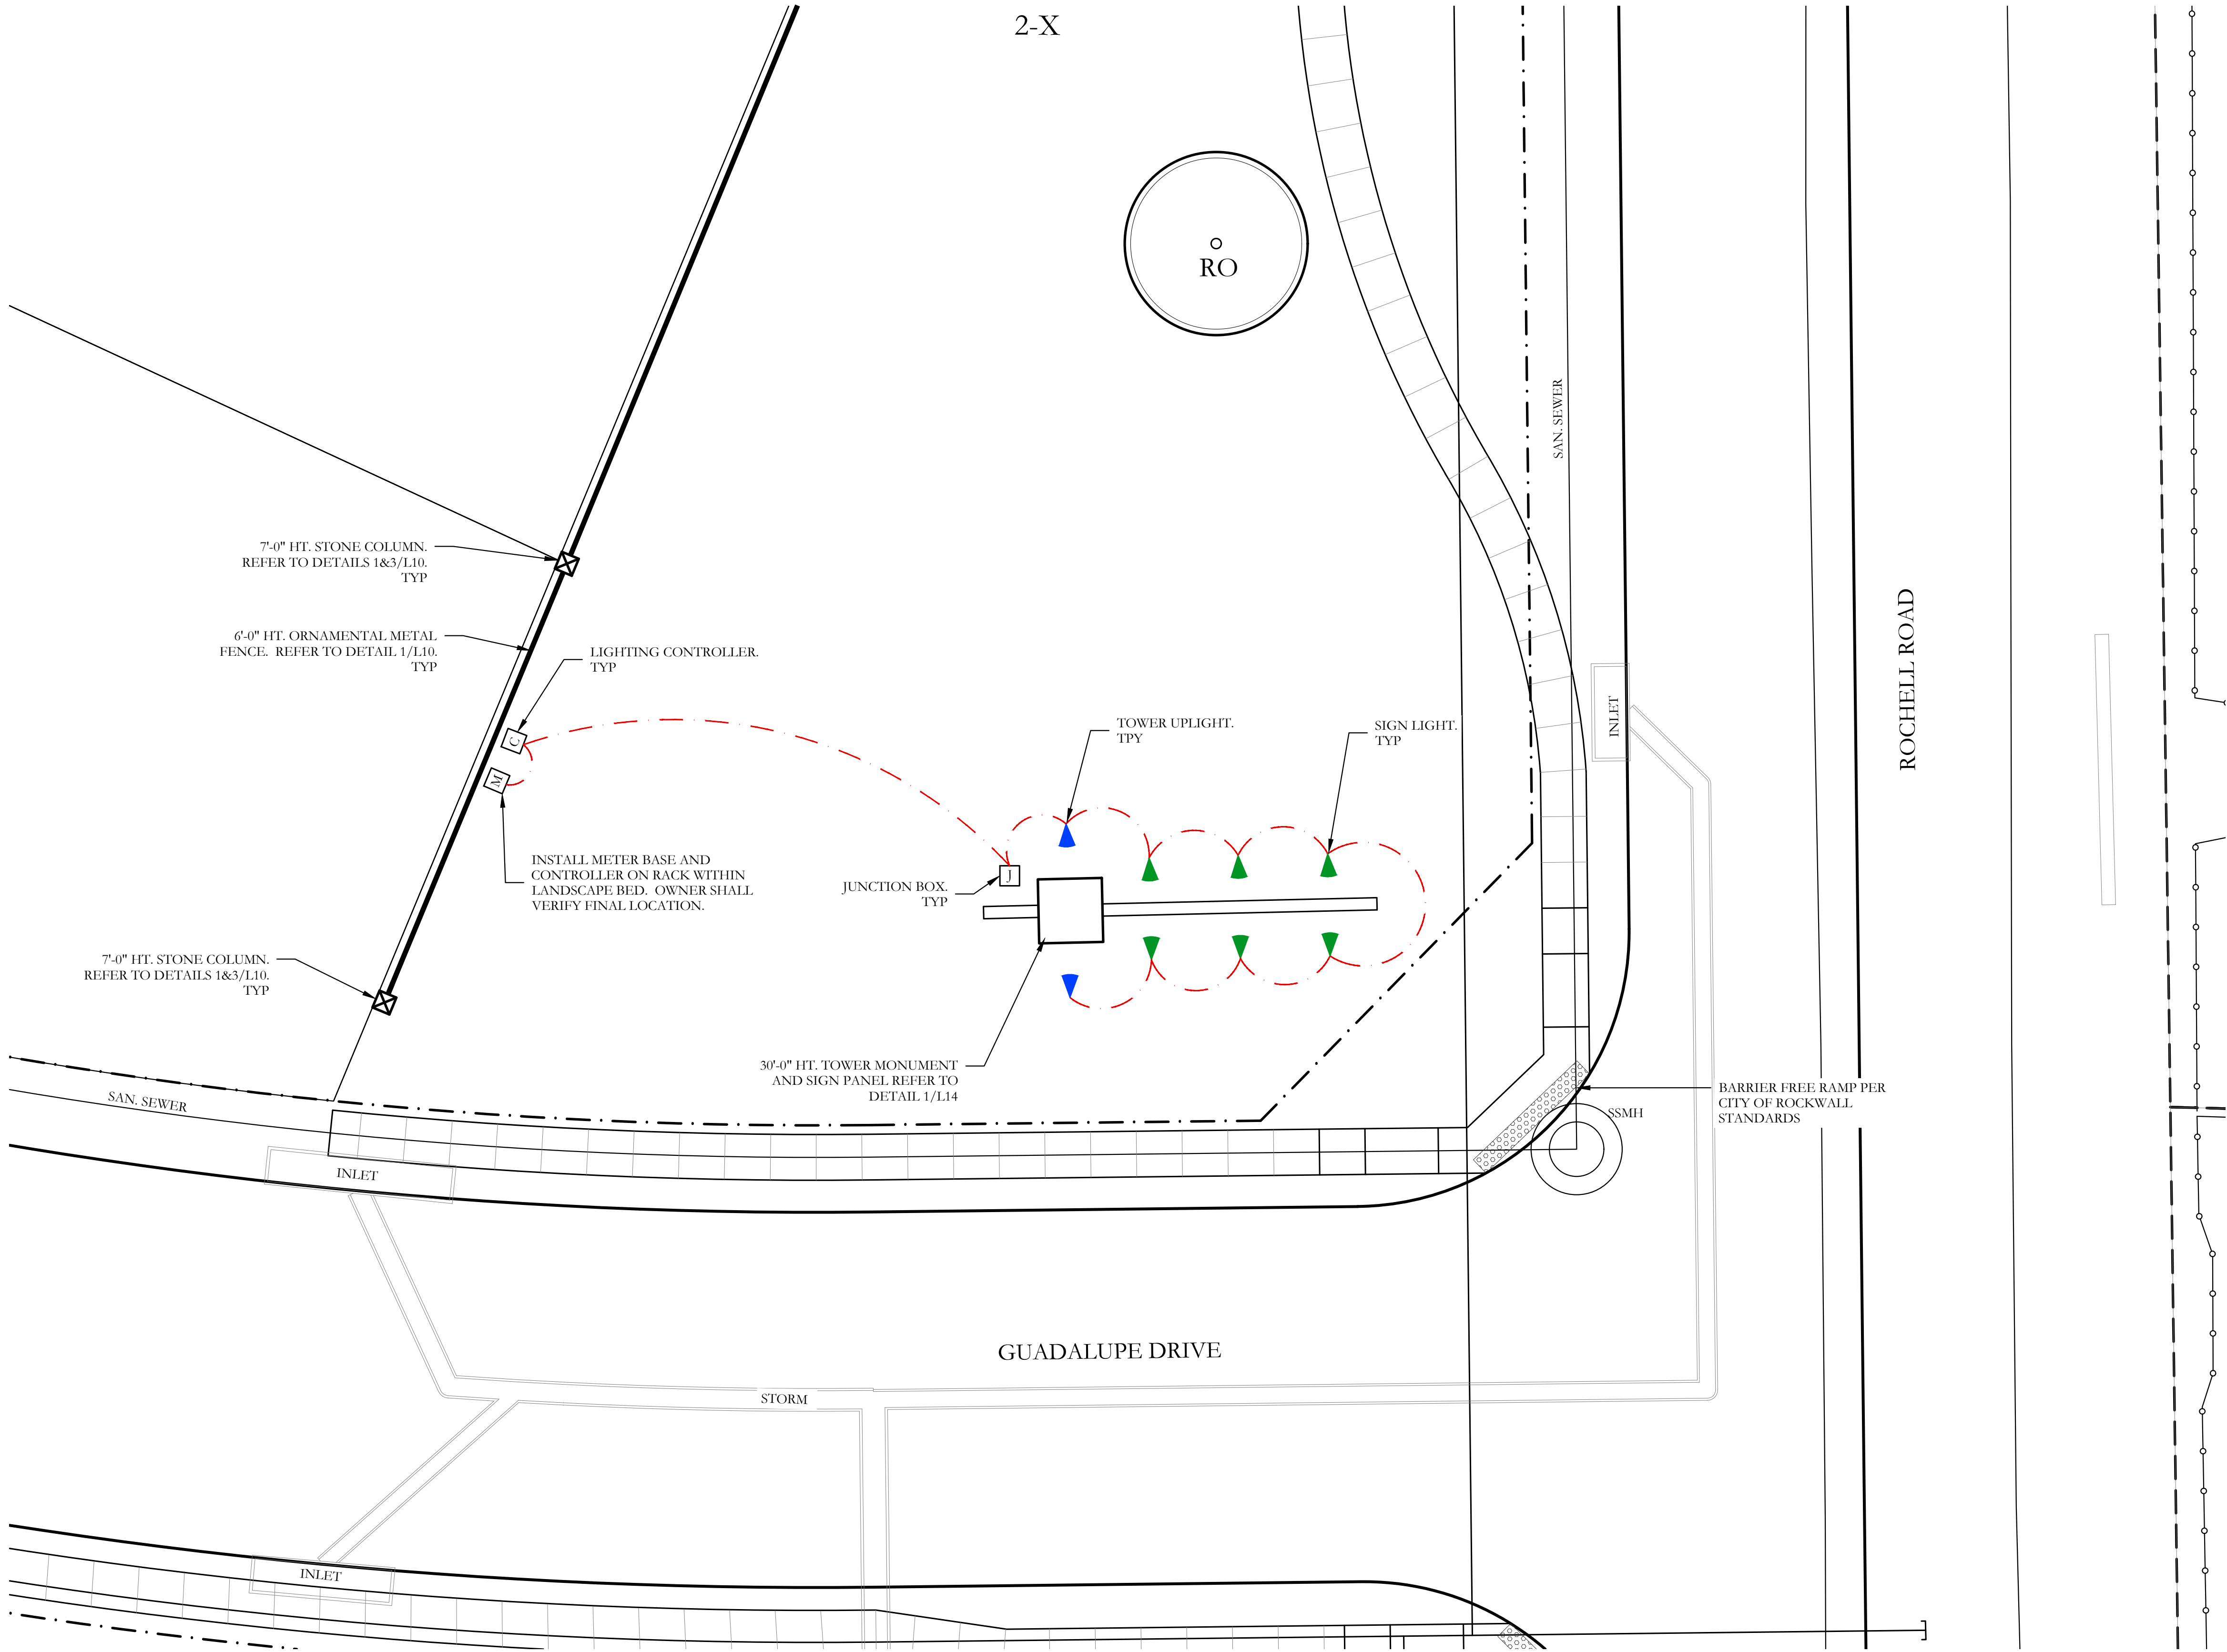 2-X
RO
SAN. SEWER
7'-0" HT. STONE COLUMN.
REFER TO DETAILS 1&3/L10.
TYP
6'-0" HT. ORNAMENTAL METAL
FENCE. REFER TO DETAIL 1/L10.
TYP
LIGHTING CONTROLLER.
TYP
C
M
INSTALL METER BASE AND
CONTROLLER ON RACK WITHIN
LANDSCAPE BED. OWNER SHALL
VERIFY FINAL LOCATION.
TOWER UPLIGHT.
TPY
SIGN LIGHT.
TYP
INLET
ROCHELL ROAD
JUNCTION BOX.
TYP
J
7'-0" HT. STONE COLUMN.
REFER TO DETAILS 1&3/L10.
TYP
30'-0" HT. TOWER MONUMENT
AND SIGN PANEL REFER TO
DETAIL 1/L14
BARRIER FREE RAMP PER
CITY OF ROCKWALL
STANDARDS
SSMH
SAN. SEWER
INLET
GUADALUPE DRIVE
STORM
INLET